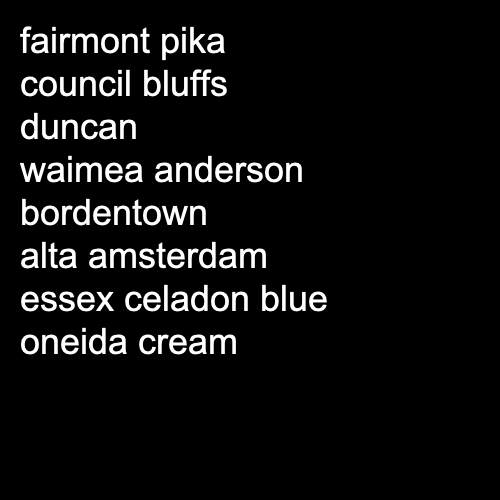 fairmont pika
council bluffs
duncan
waimea anderson
bordentown
alta amsterdam
essex celadon blue
oneida cream